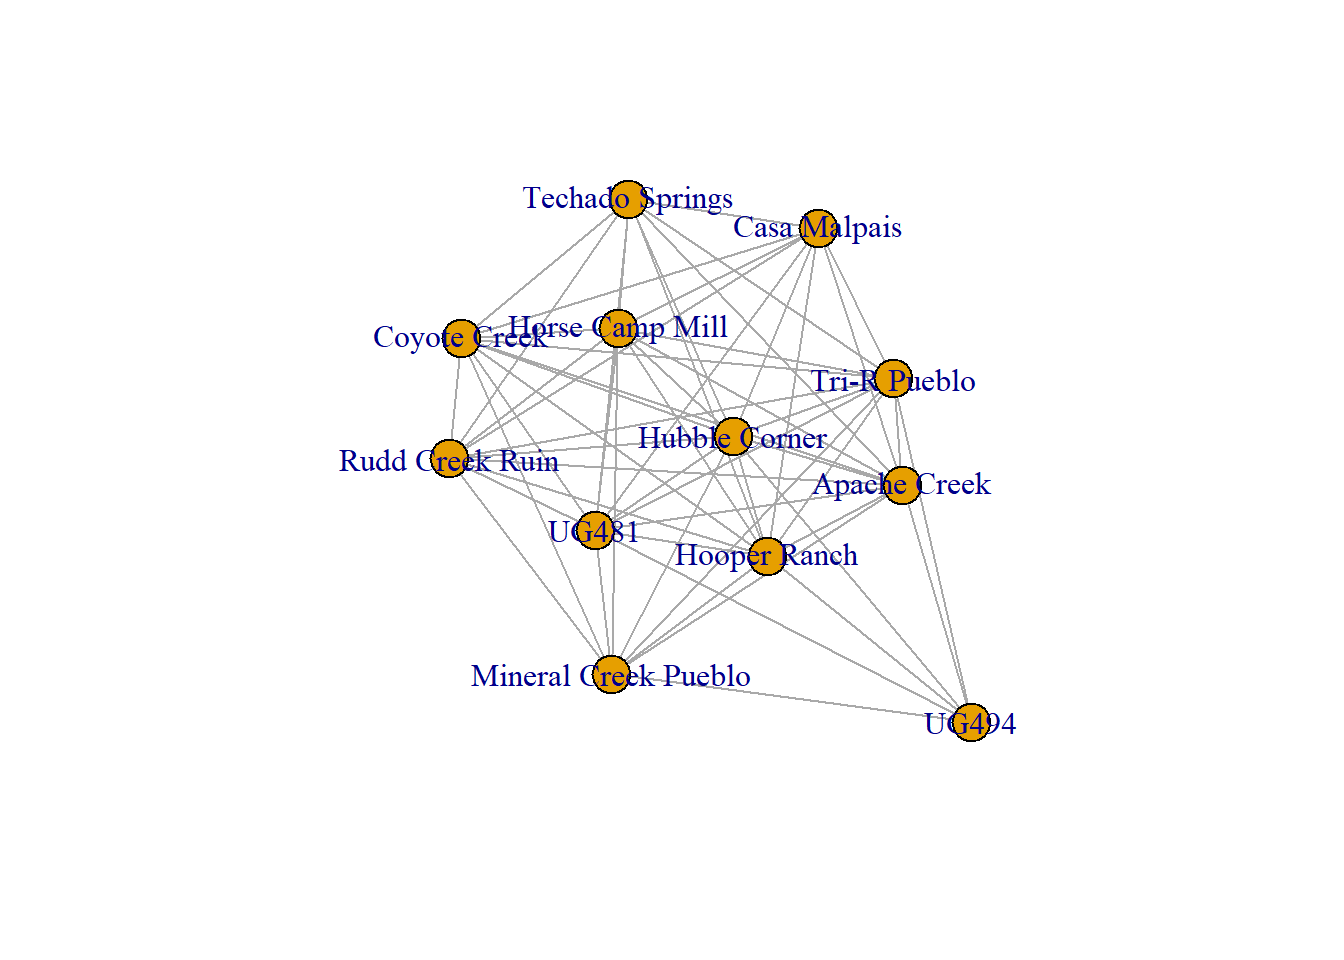 Techado Springs
Casa Malpais
Horse Camp Mill
Coyote Creek
Tri-R Pueblo
Hubble Corner
Rudd Creek Ruin
Apache Creek
UG481
Hooper Ranch
Mineral Creek Pueblo
UG494